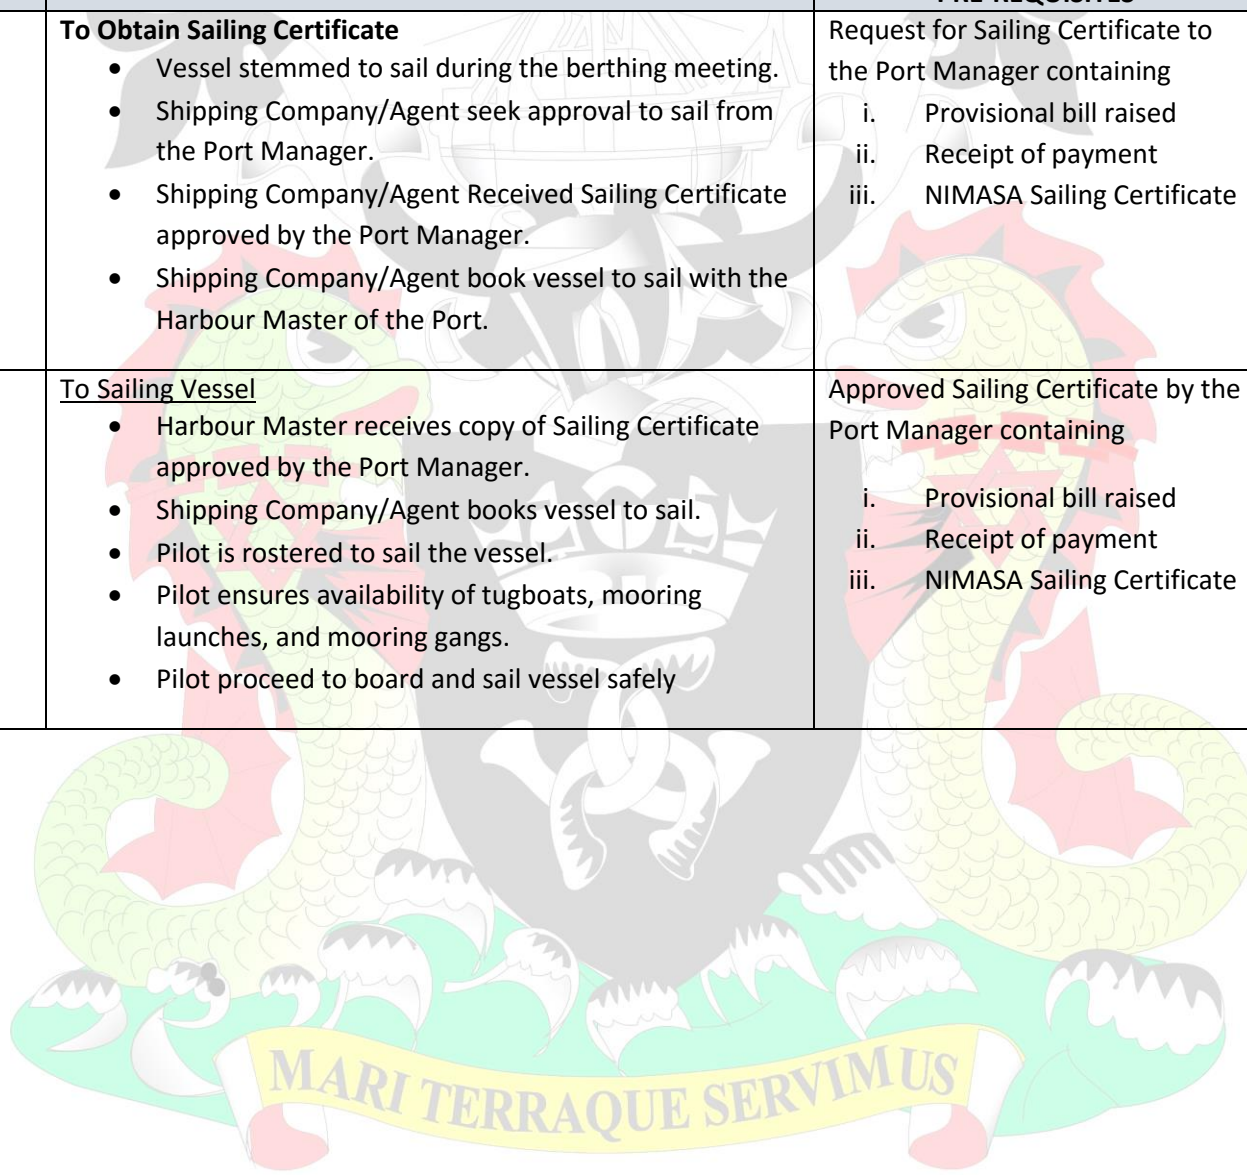 PRE-REQUISITES
To Obtain Sailing Certificate
• Vessel stemmed to sail during the berthing meeting.
• Shipping Company/Agent seek approval to sail from
the Port Manager.
• Shipping Company/Agent Received Sailing Certificate
approved by the Port Manager.
• Shipping Company/Agent book vessel to sail with the
Harbour Master of the Port.
Request for Sailing Certificate to
the Port Manager containing
i. Provisional bill raised
ii. Receipt of payment
iii. NIMASA Sailing Certificate
To Sailing Vessel
• Harbour Master receives copy of Sailing Certificate
approved by the Port Manager.
• Shipping Company/Agent books vessel to sail.
• Pilot is rostered to sail the vessel.
• Pilot ensures availability of tugboats, mooring
launches, and mooring gangs.
• Pilot proceed to board and sail vessel safely
Approved Sailing Certificate by the
Port Manager containing
i. Provisional bill raised
ii. Receipt of payment
iii. NIMASA Sailing Certificate
MARI TERRAQUE SERVIMUS